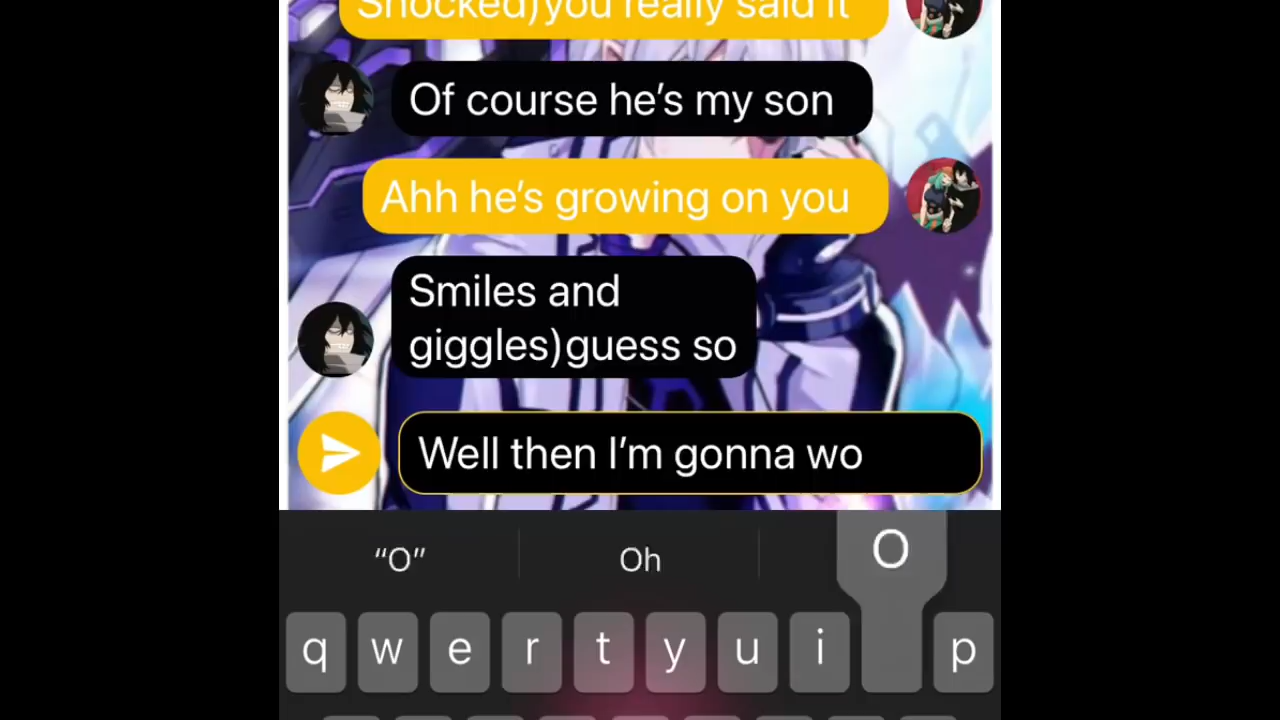 Shocked)you really said it
Of course he's my son
Ahh he's growing on you
Smiles and
giggles)guess so
Well then I'm gonna wo
“O”
Oh
O
q w e r t y u i p